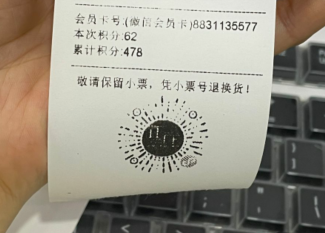 会员卡号:(微信会员卡)8831135577
本次积分:62
累计积分:478
敬请保留小票，凭小票号退换货！